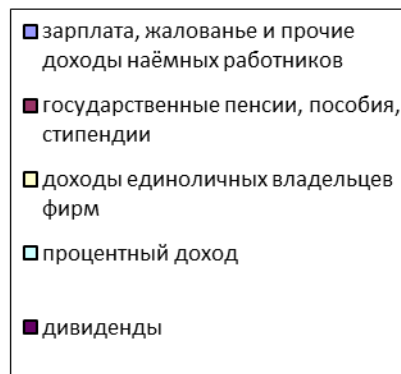 зарплата, жалованье и прочие
доходы наёмных работников
государственные пенсии, пособия,
стипендии
доходы единоличных владельцев
фирм
процентный доход
дивиденды